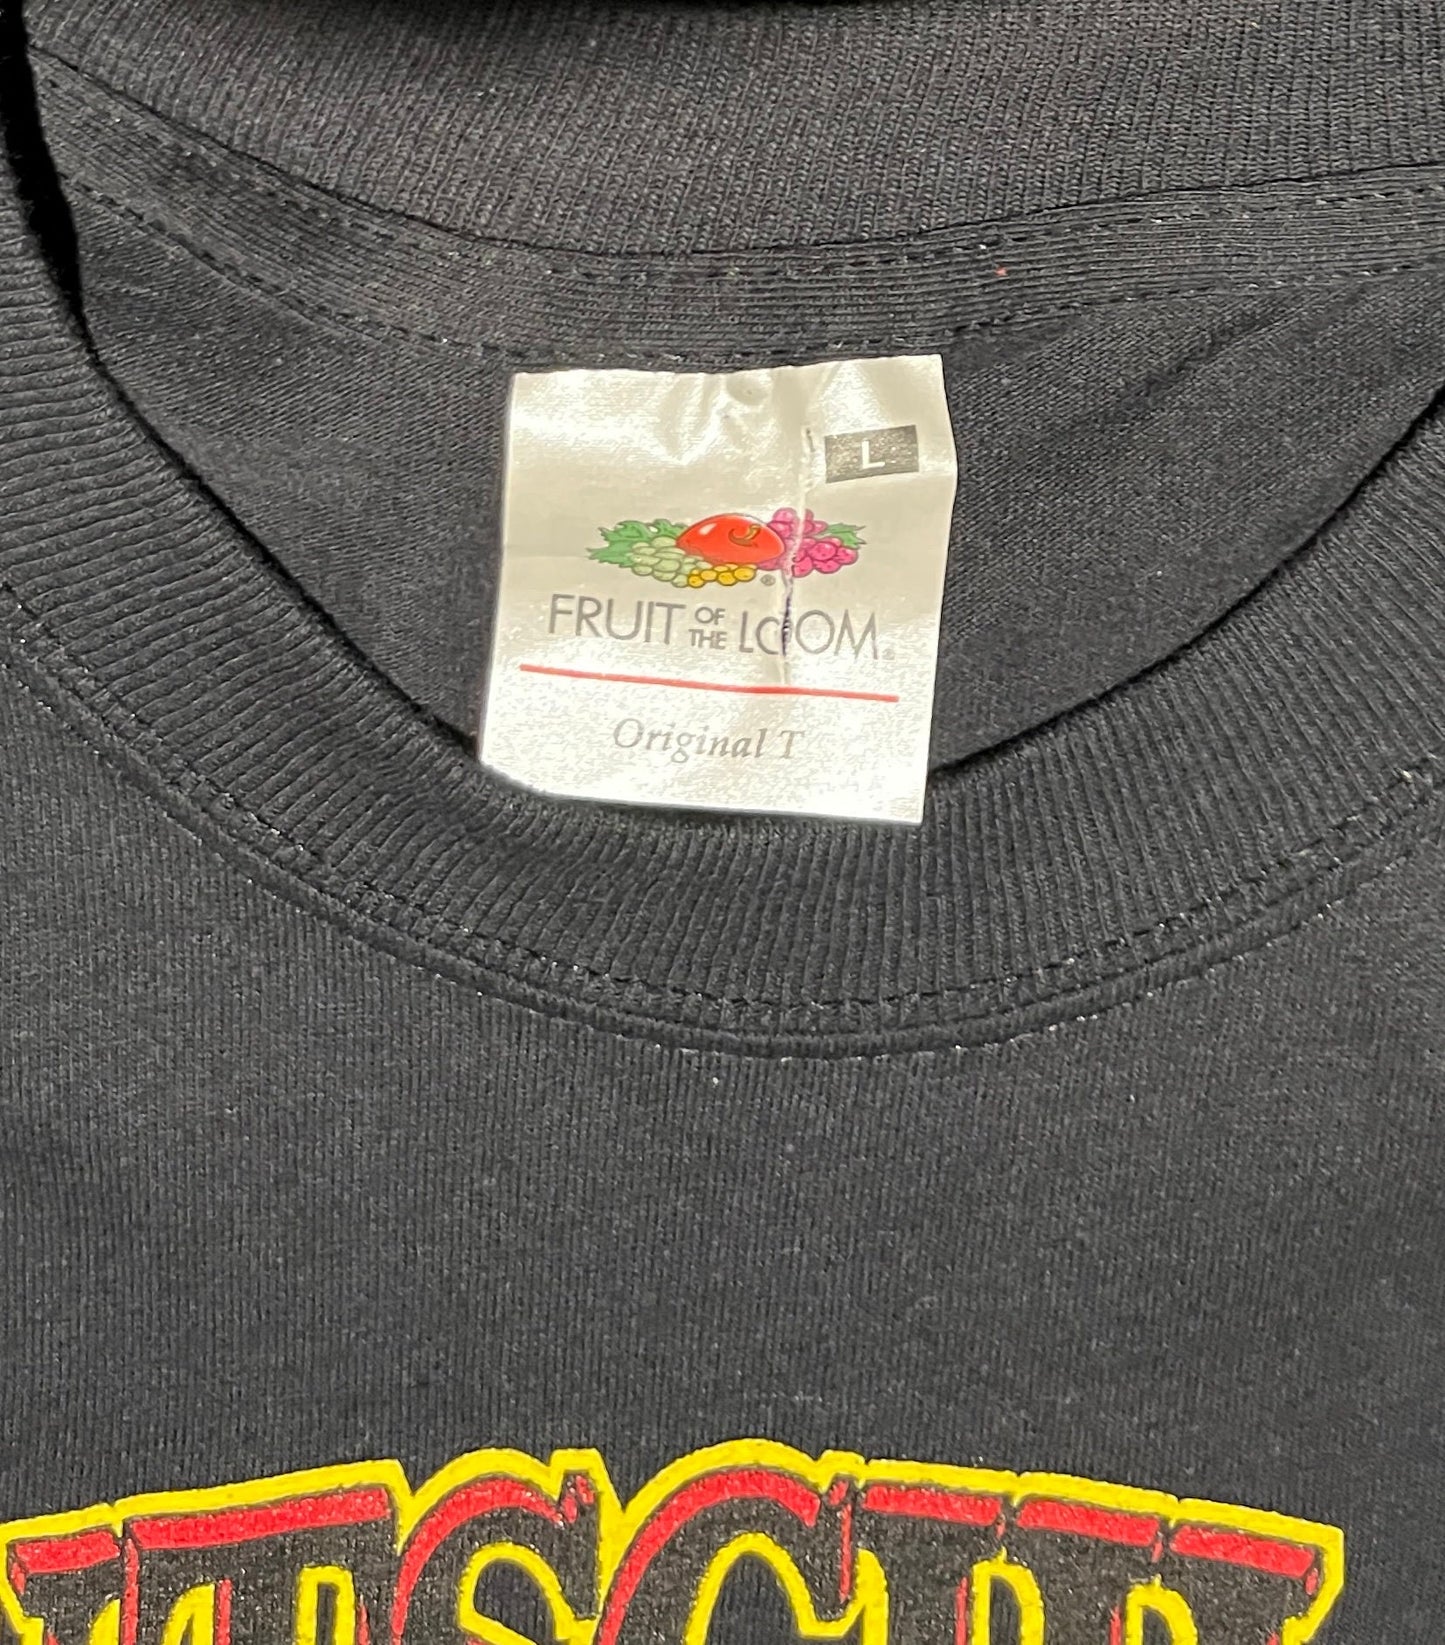 L
FRUIT OF THE LOOM
Original T